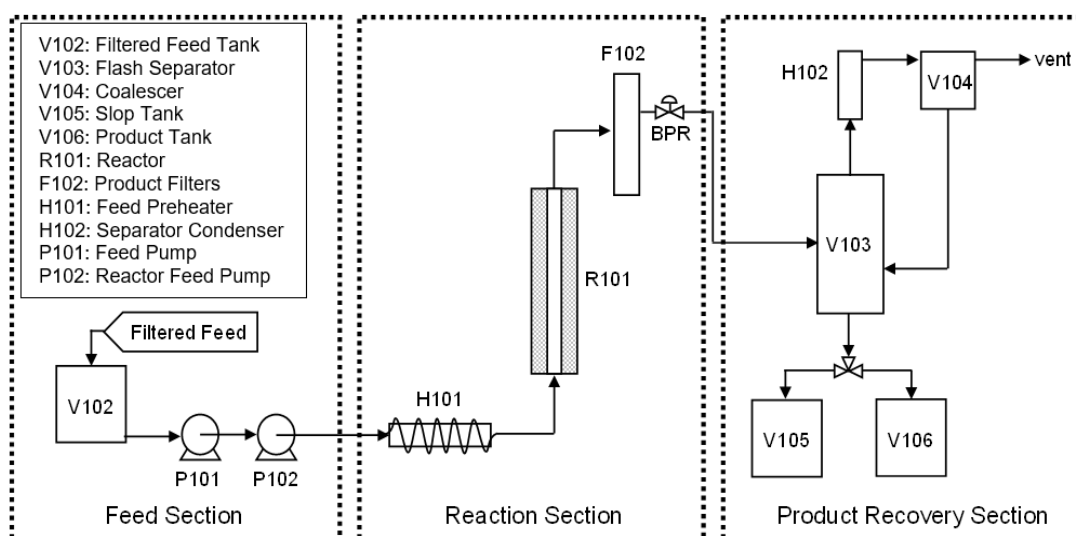 V102: Filtered Feed Tank
V103: Flash Separator
V104: Coalescer
V105: Slop Tank
V106: Product Tank
R101: Reactor
F102: Product Filters
H101: Feed Preheater
H102: Separator Condenser
P101: Feed Pump
P102: Reactor Feed Pump
Filtered Feed
V102
P101
P102
Feed Section
F102
BPR
R101
H101
Reaction Section
H102
V104
vent
V103
V105
V106
Product Recovery Section